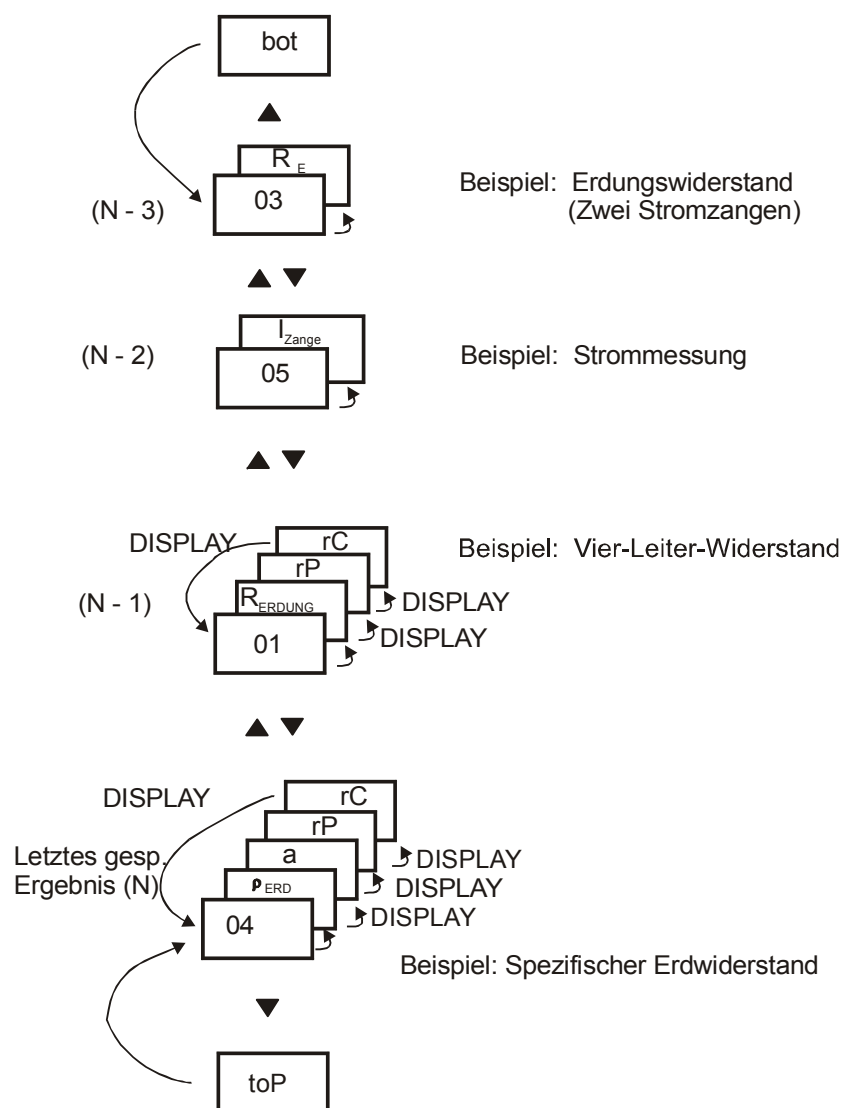 bot
R E
03
(N - 3)
Beispiel: Erdungswiderstand
(Zwei Stromzangen)
I Zange
05
(N - 2)
Beispiel: Strommessung
DISPLAY
rC
rP
R ERDUNG
01
(N - 1)
DISPLAY
DISPLAY
Beispiel: Vier-Leiter-Widerstand
DISPLAY
rC
rP
a
ρ ERD
04
Letztes gesp.
Ergebnis (N)
DISPLAY
DISPLAY
DISPLAY
Beispiel: Spezifischer Erdwiderstand
toP